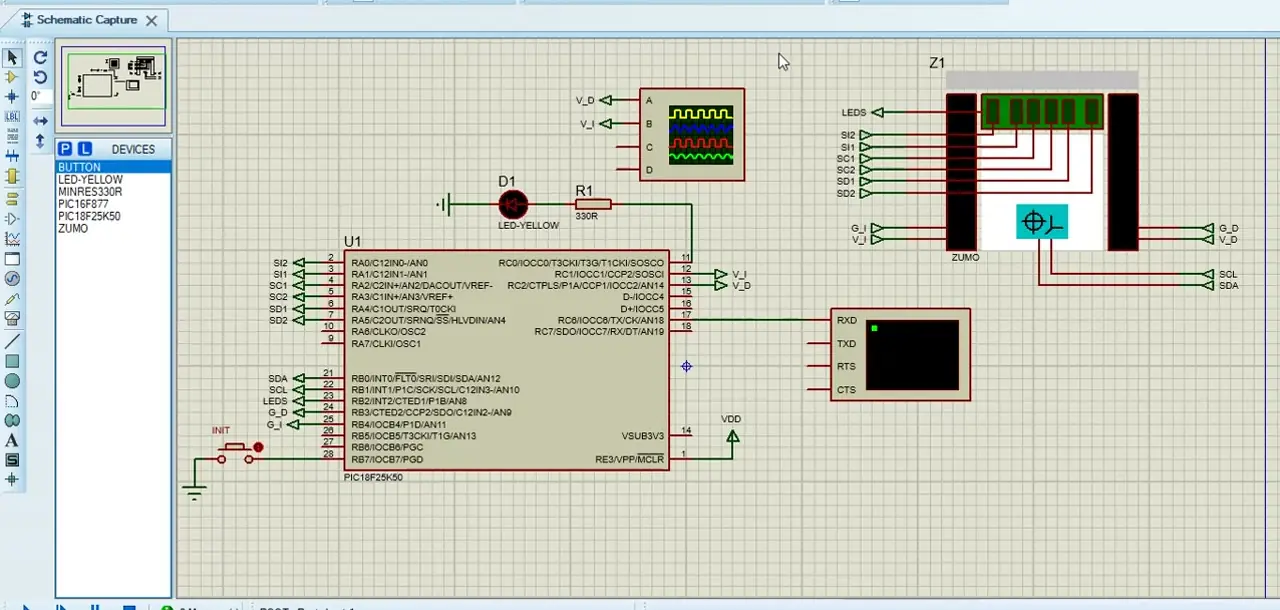 Schematic Capture
0°
LBL
P L DEVICES
BUTTON
LED-YELLOW
MINRES330R
PIC16F877
PIC18F25K50
ZUMO
A
S
V_D
V_I
A
B
C
D
D1
LED-YELLOW
R1
330R
Z1
LEDS
SI2
SI1
SC1
SC2
SD1
SD2
G_I
V_I
G_D
V_D
SCL
SDA
ZUMO
U1
SI2 2 RA0/C12IN0-/AN0
SI1 3 RA1/C12IN1-/AN1
SC1 4 RA2/C2IN+/AN2/DACOUT/VREF-
SC2 5 RA3/C1IN+/AN3/VREF+
SD1 6 RA4/C1OUT/SRQ/T0CKI
SD2 7 RA5/C2OUT/SRNQ/SS/HLVDIN/AN4
10 RA6/CLKO/OSC2
9 RA7/CLKI/OSC1
SDA 21 RB0/INT0/FLT0/SRI/SDI/SDA/AN12
SCL 22 RB1/INT1/P1C/SCK/SCL/C12IN3-/AN10
LEDS 23 RB2/INT2/CTED1/P1B/AN8
G_D 24 RB3/CTED2/CCP2/SDO/C12IN2-/AN9
G_I 25 RB4/IOCB4/P1D/AN11
26 RB5/IOCB5/T3CKI/T1G/AN13
27 RB6/IOCB6/PGC
28 RB7/IOCB7/PGD
RC0/IOCC0/T3CKI/T3G/T1CKI/SOSCO 11
RC1/IOCC1/CCP2/SOSCI 12 V_I
RC2/CTPLS/P1A/CCP1/IOCC2/AN14 13 V_D
D-/IOCC4 15
D+/IOCC5 16
RC6/IOCC6/TX/CK/AN18 17
RC7/SDO/IOCC7/RX/DT/AN19 18
VSUB3V3 14
RE3/VPP/MCLR 1
PIC18F25K50
INIT
VDD
RXD
TXD
RTS
CTS